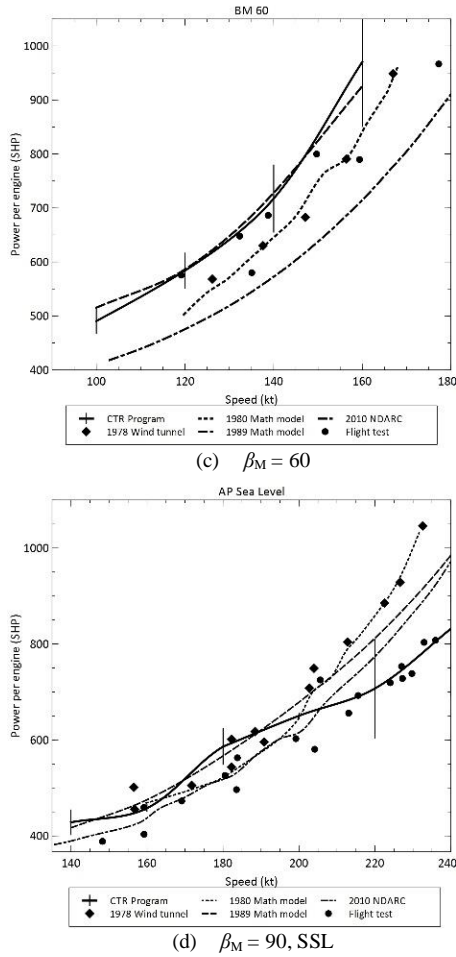 BM 60
1000
900
800
700
600
500
400
Power per engine (SHP)
100 120 140 160 180
Speed (kt)
CTR Program 1980 Math model 2010 NDARC
1978 Wind tunnel 1989 Math model Flight test
(c) βM = 60
AP Sea Level
1000
800
600
400
Power per engine (SHP)
140 160 180 200 220 240
Speed (kt)
CTR Program 1980 Math model 2010 NDARC
1978 Wind tunnel 1989 Math model Flight test
(d) βM = 90, SSL